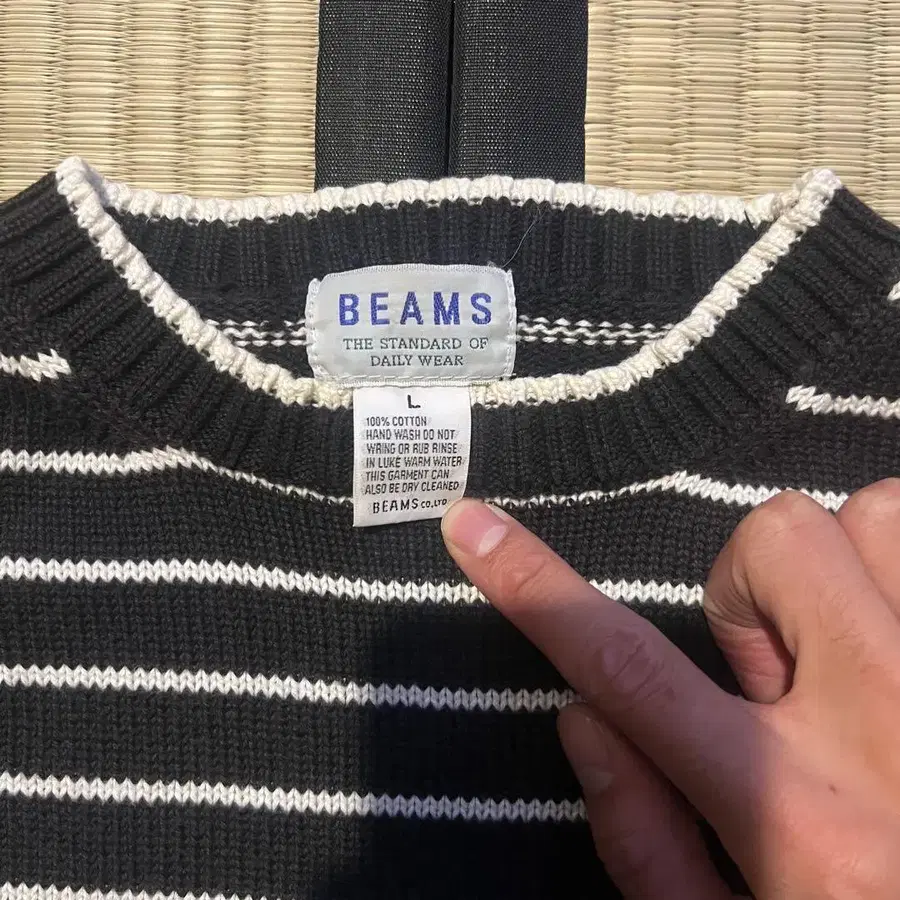 BEAMS
THE STANDARD OF
DAILY WEAR
L
100% COTTON
HAND WASH DO NOT
WRING OR RUB RINSE
IN LUKE WARM WATER
THIS GARMENT CAN
ALSO BE DRY CLEANED
BEAMS CO.,LTD.